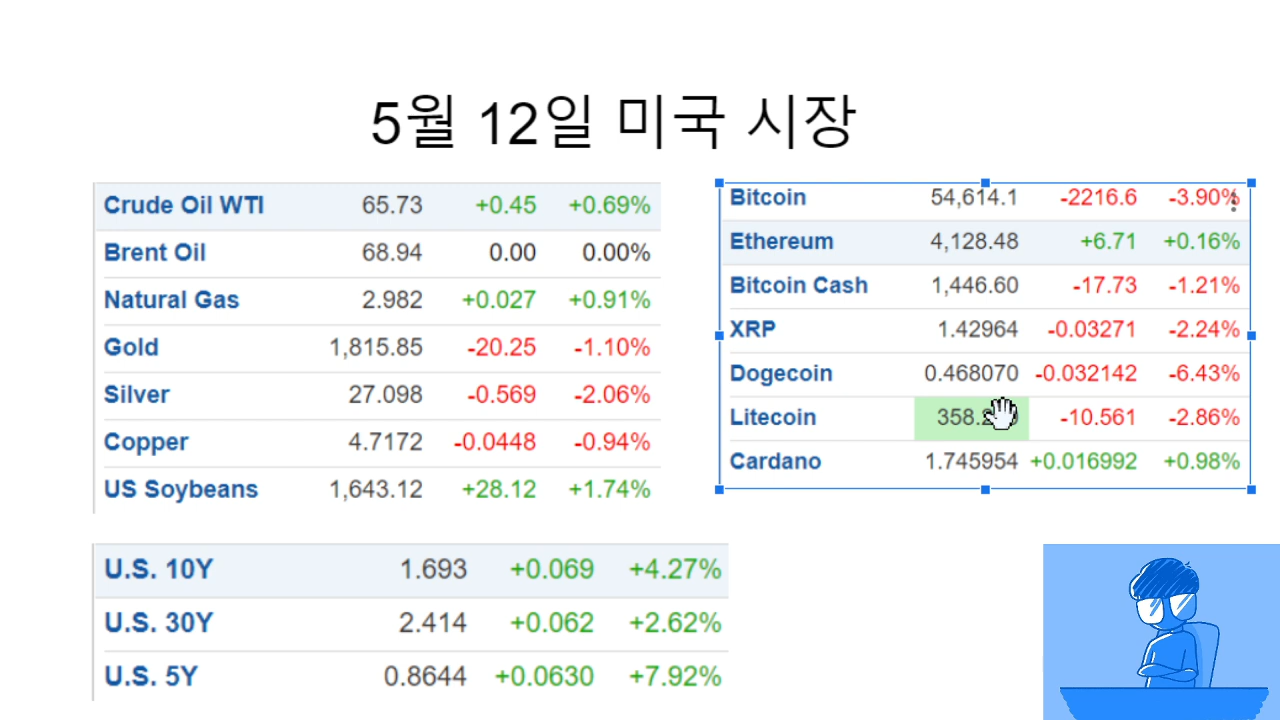 5월 12일 미국 시장
Crude Oil WTI 65.73 +0.45 +0.69%
Brent Oil 68.94 0.00 0.00%
Natural Gas 2.982 +0.027 +0.91%
Gold 1,815.85 -20.25 -1.10%
Silver 27.098 -0.569 -2.06%
Copper 4.7172 -0.0448 -0.94%
US Soybeans 1,643.12 +28.12 +1.74%
Bitcoin 54,614.1 -2216.6 -3.90%
Ethereum 4,128.48 +6.71 +0.16%
Bitcoin Cash 1,446.60 -17.73 -1.21%
XRP 1.42964 -0.03271 -2.24%
Dogecoin 0.468070 -0.032142 -6.43%
Litecoin -10.561 -2.86%
Cardano 1.745954 +0.016992 +0.98%
U.S. 10Y 1.693 +0.069 +4.27%
U.S. 30Y 2.414 +0.062 +2.62%
U.S. 5Y 0.8644 +0.0630 +7.92%